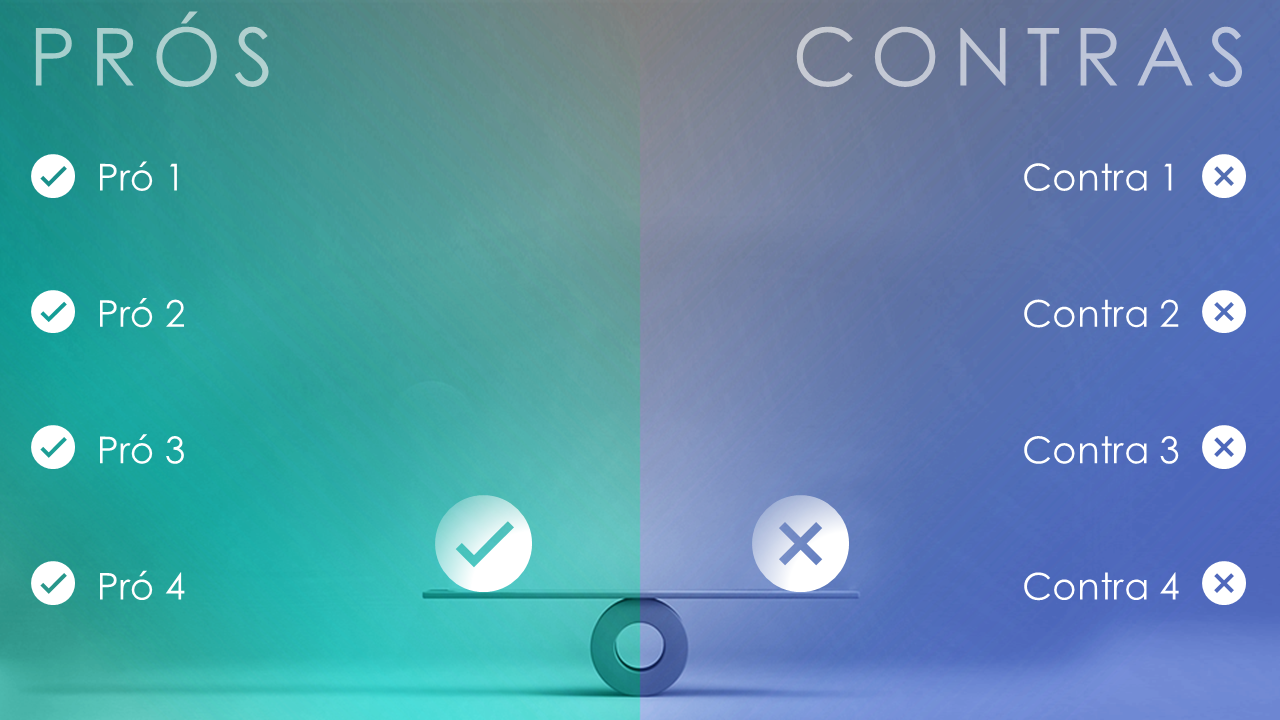 PRÓS
Pró 1
Pró 2
Pró 3
Pró 4
CONTRAS
Contra 1
Contra 2
Contra 3
Contra 4